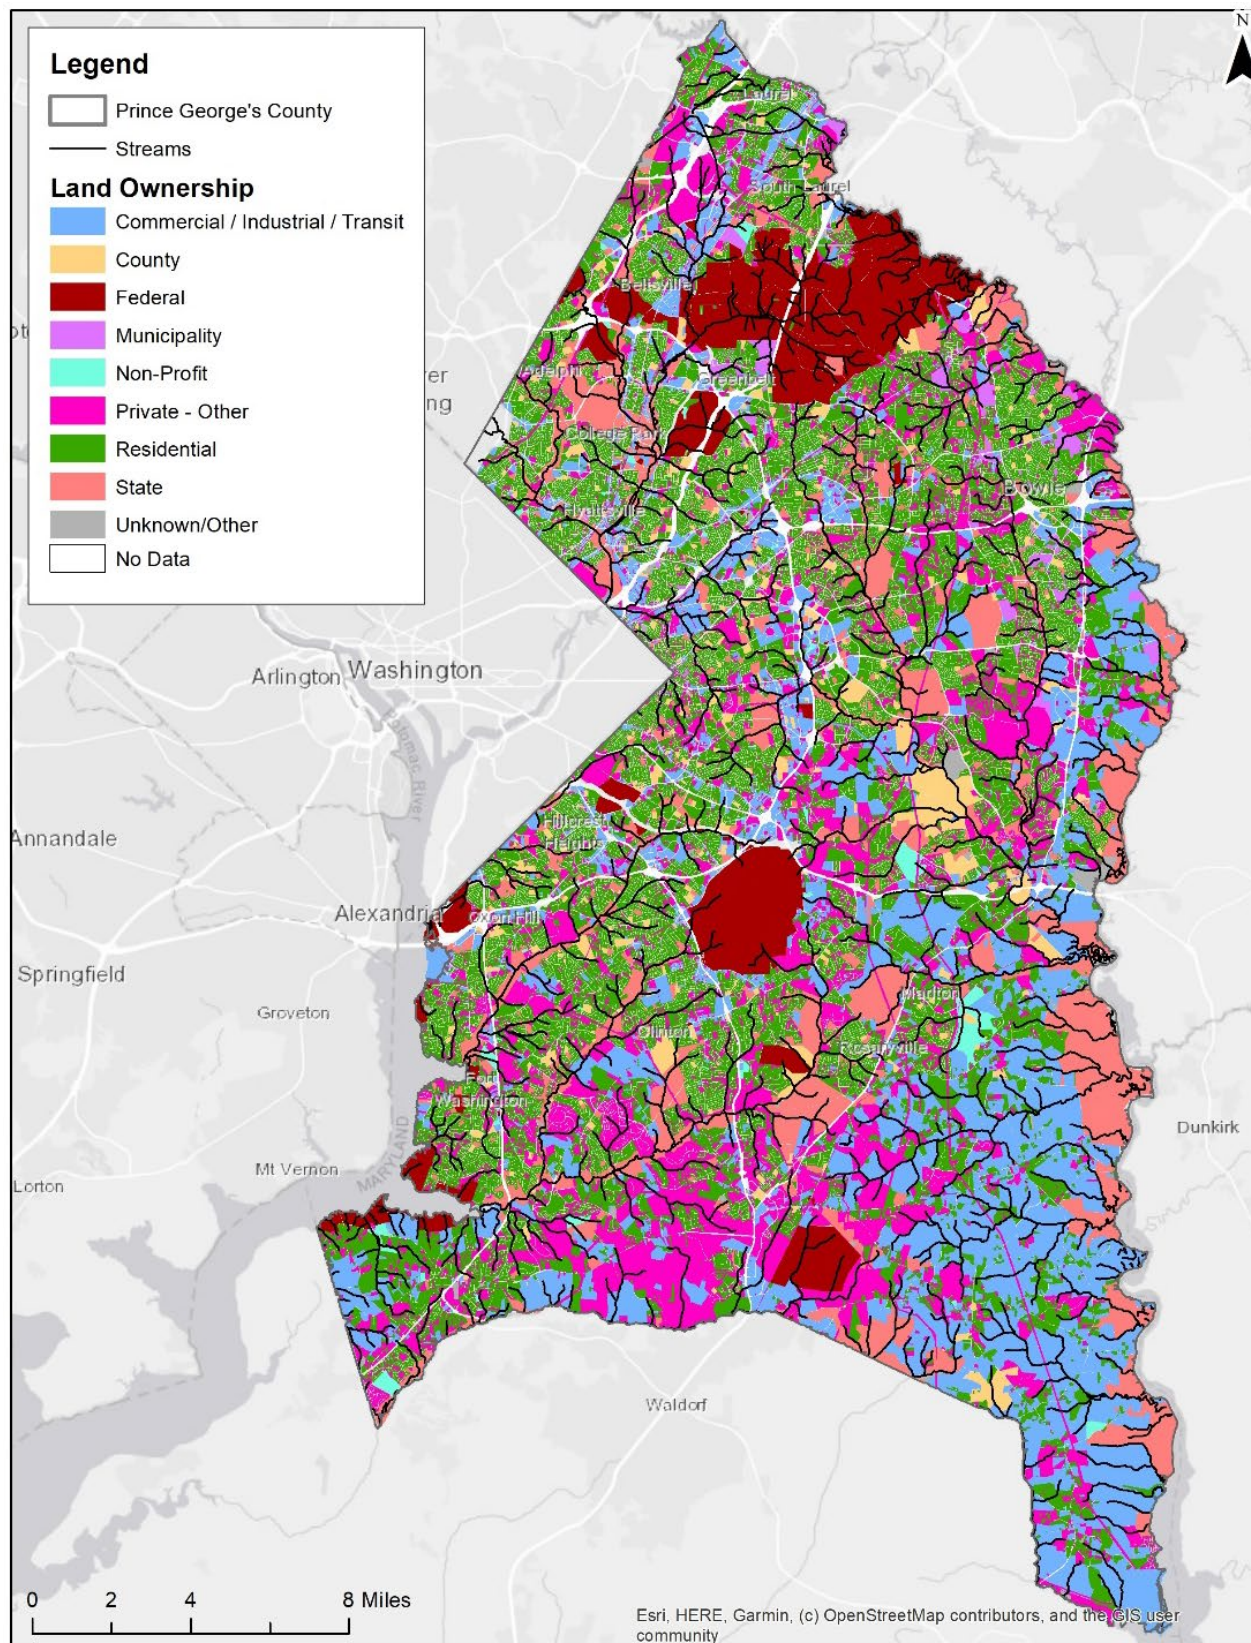 N
Legend
Prince George's County
Streams
Land Ownership
Commercial / Industrial / Transit
County
Federal
Municipality
Non-Profit
Private - Other
Residential
State
Unknown/Other
No Data
Laurel
South Laurel
Beltsville
Adelphi
Greenbelt
College Park
Hyattsville
Bowie
Arlington
Washington
Potomac River
Annandale
Hillcrest
Heights
Alexandria
Oxon Hill
Springfield
Groveton
Marlton
Clinton
Rosaryville
Fort
Washington
MARYLAND
Dunkirk
Mt Vernon
Lorton
Waldorf
0 2 4 8 Miles
Esri, HERE, Garmin, (c) OpenStreetMap contributors, and the GIS user
community